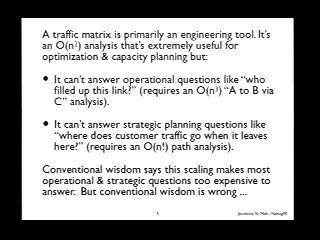 A traffic matrix is primarily an engineering tool. It's
an O(n²) analysis that's extremely useful for
optimization & capacity planning but:
• It can't answer operational questions like "who
filled up this link?" (requires an O(n³) "A to B via
C" analysis).
• It can't answer strategic planning questions like
"where does customer traffic go when it leaves
here?" (requires an O(n!) path analysis).
Conventional wisdom says this scaling makes most
operational & strategic questions too expensive to
answer. But conventional wisdom is wrong ...
5